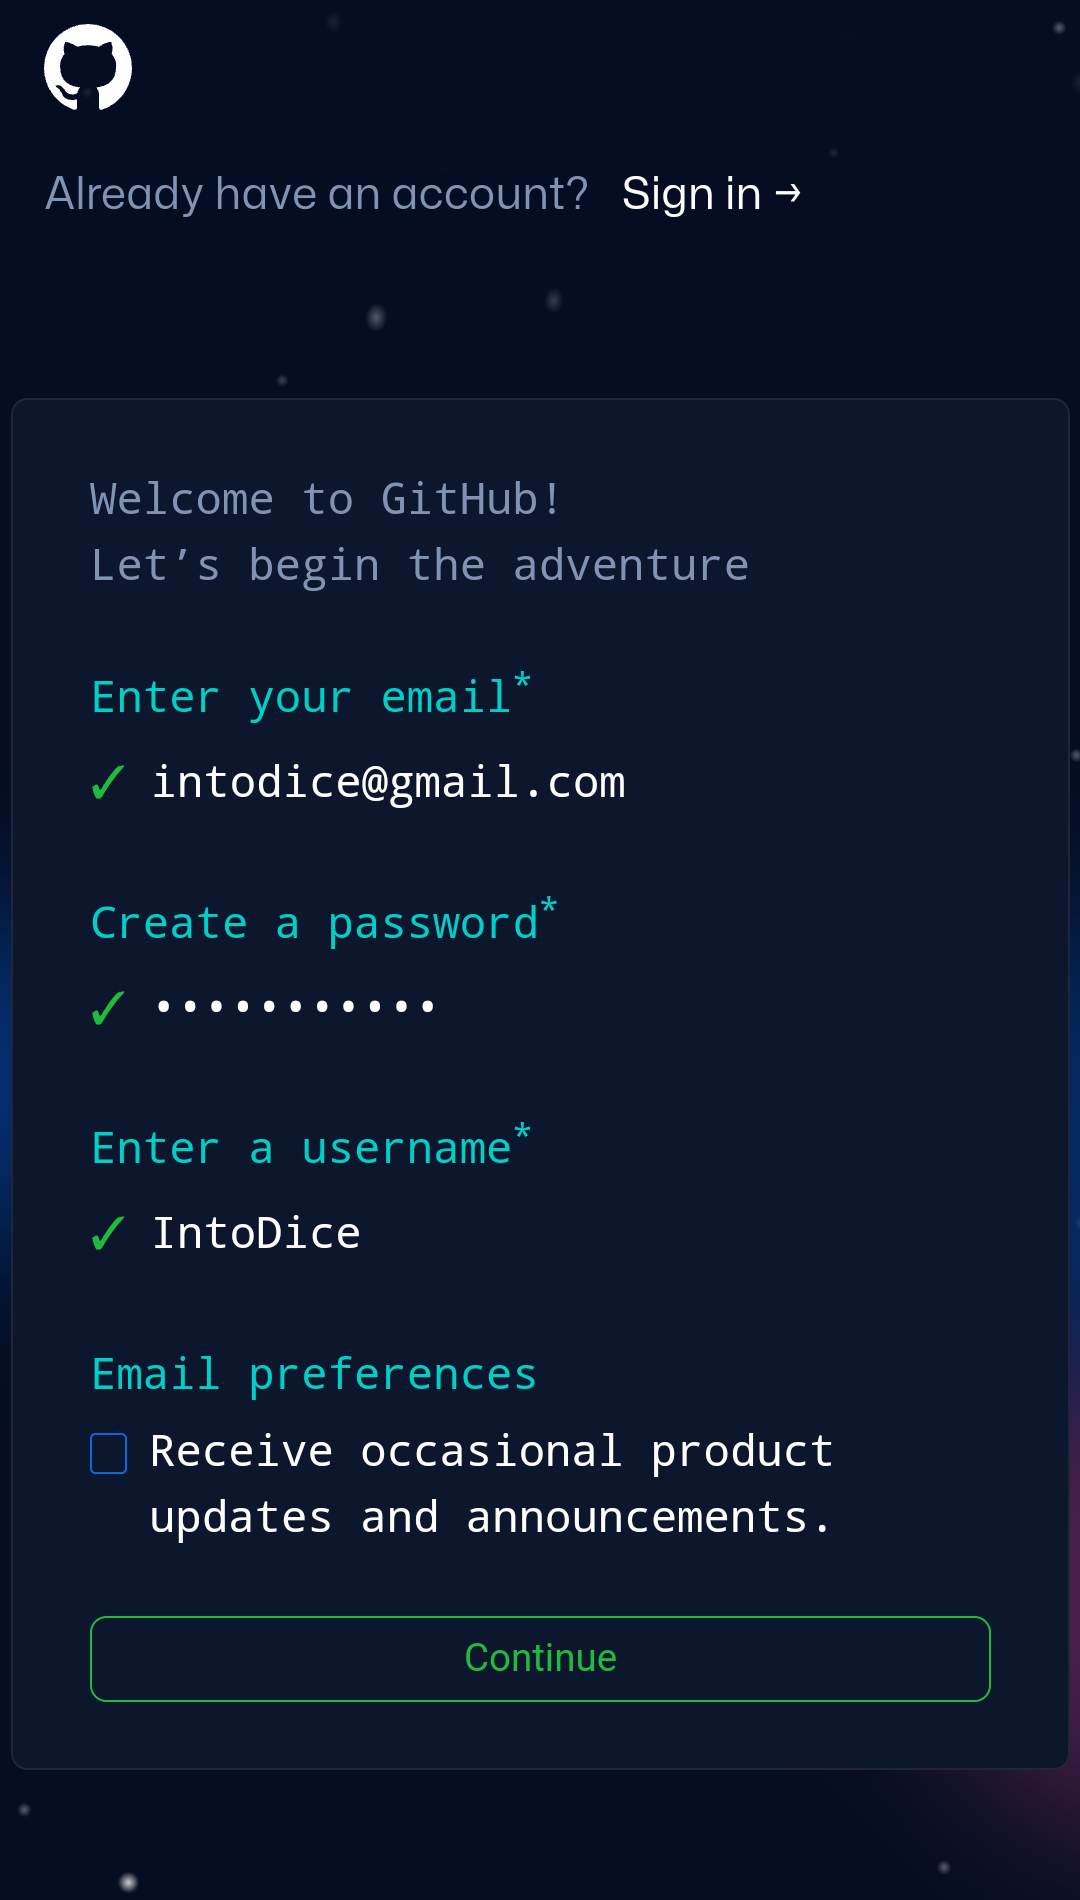 Already have an account? Sign in →
Welcome to GitHub!
Let’s begin the adventure
Enter your email*
✓ intodice@gmail.com
Create a password*
✓ •••••••••••
Enter a username*
✓ IntoDice
Email preferences
Receive occasional product
updates and announcements.
Continue